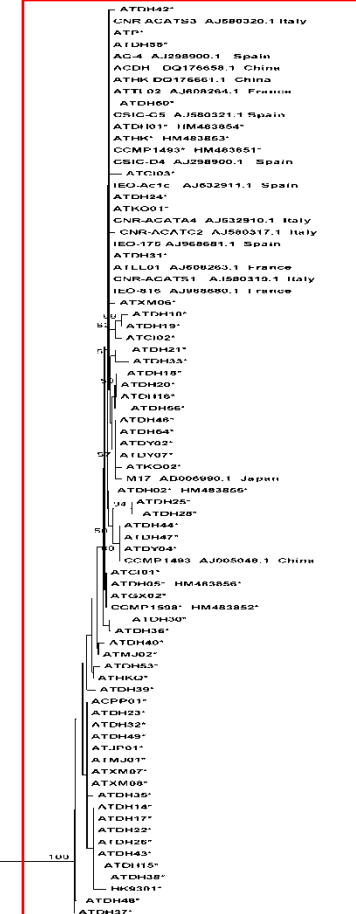 ATDH42*
CNR-ACATS3 AJ580320.1 Italy
ATP*
ATDH55*
AC-4 AJ298900.1 Spain
ACDH DQ176658.1 China
ATHK DQ176661.1 China
ATTL02 AJ608264.1 France
ATDH60*
CSIC-C5 AJ580321.1 Spain
ATDH01* HM483854*
ATHK* HM483853*
CCMP1493* HM483851*
CSIC-D4 AJ298900.1 Spain
ATCI03*
IEO-Ac1c AJ532911.1 Spain
ATDH24*
ATKO01*
CNR-ACATA4 AJ532910.1 Italy
CNR-ACATC2 AJ580317.1 Italy
IEO-175 AJ968681.1 Spain
ATDH31*
ATLL01 AJ608263.1 France
CNR-ACATS1 AJ580319.1 Italy
IEO-816 AJ968680.1 France
ATXM06*
ATDH10*
ATDH19*
ATCI02*
ATDH21*
ATDH33*
ATDH18*
ATDH20*
ATDH16*
ATDH56*
ATDH46*
ATDH54*
ATDY02*
ATDY07*
57
ATKO02*
M17 AB006990.1 Japan
ATDH02* HM483855*
94
ATDH25*
ATDH28*
ATDH44*
ATDH47*
ATDY04*
CCMP1493 AJ005048.1 China
ATCI01*
ATDH05* HM483856*
ATGX02*
CCMP1598* HM483852*
ATDH30*
ATDH36*
ATDH40*
ATMJ02*
ATDH53*
ATHKQ*
ATDH39*
ACPP01*
ATDH23*
ATDH32*
ATDH49*
ATJP01*
ATMJ01*
ATXM07*
ATXM08*
ATDH35*
ATDH14*
ATDH17*
ATDH22*
ATDH26*
ATDH43*
ATDH15*
100
ATDH38*
HK9301*
ATDH48*
ATDH37*